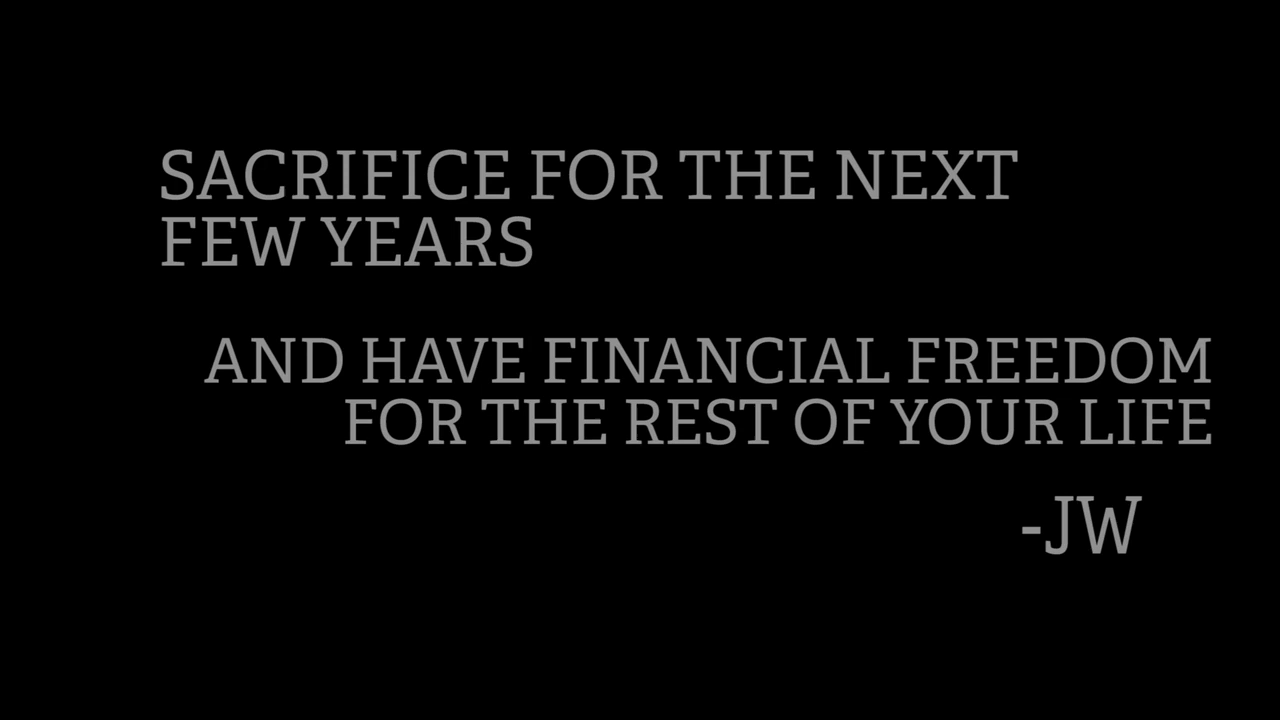 SACRIFICE FOR THE NEXT
FEW YEARS
AND HAVE FINANCIAL FREEDOM
FOR THE REST OF YOUR LIFE
-JW